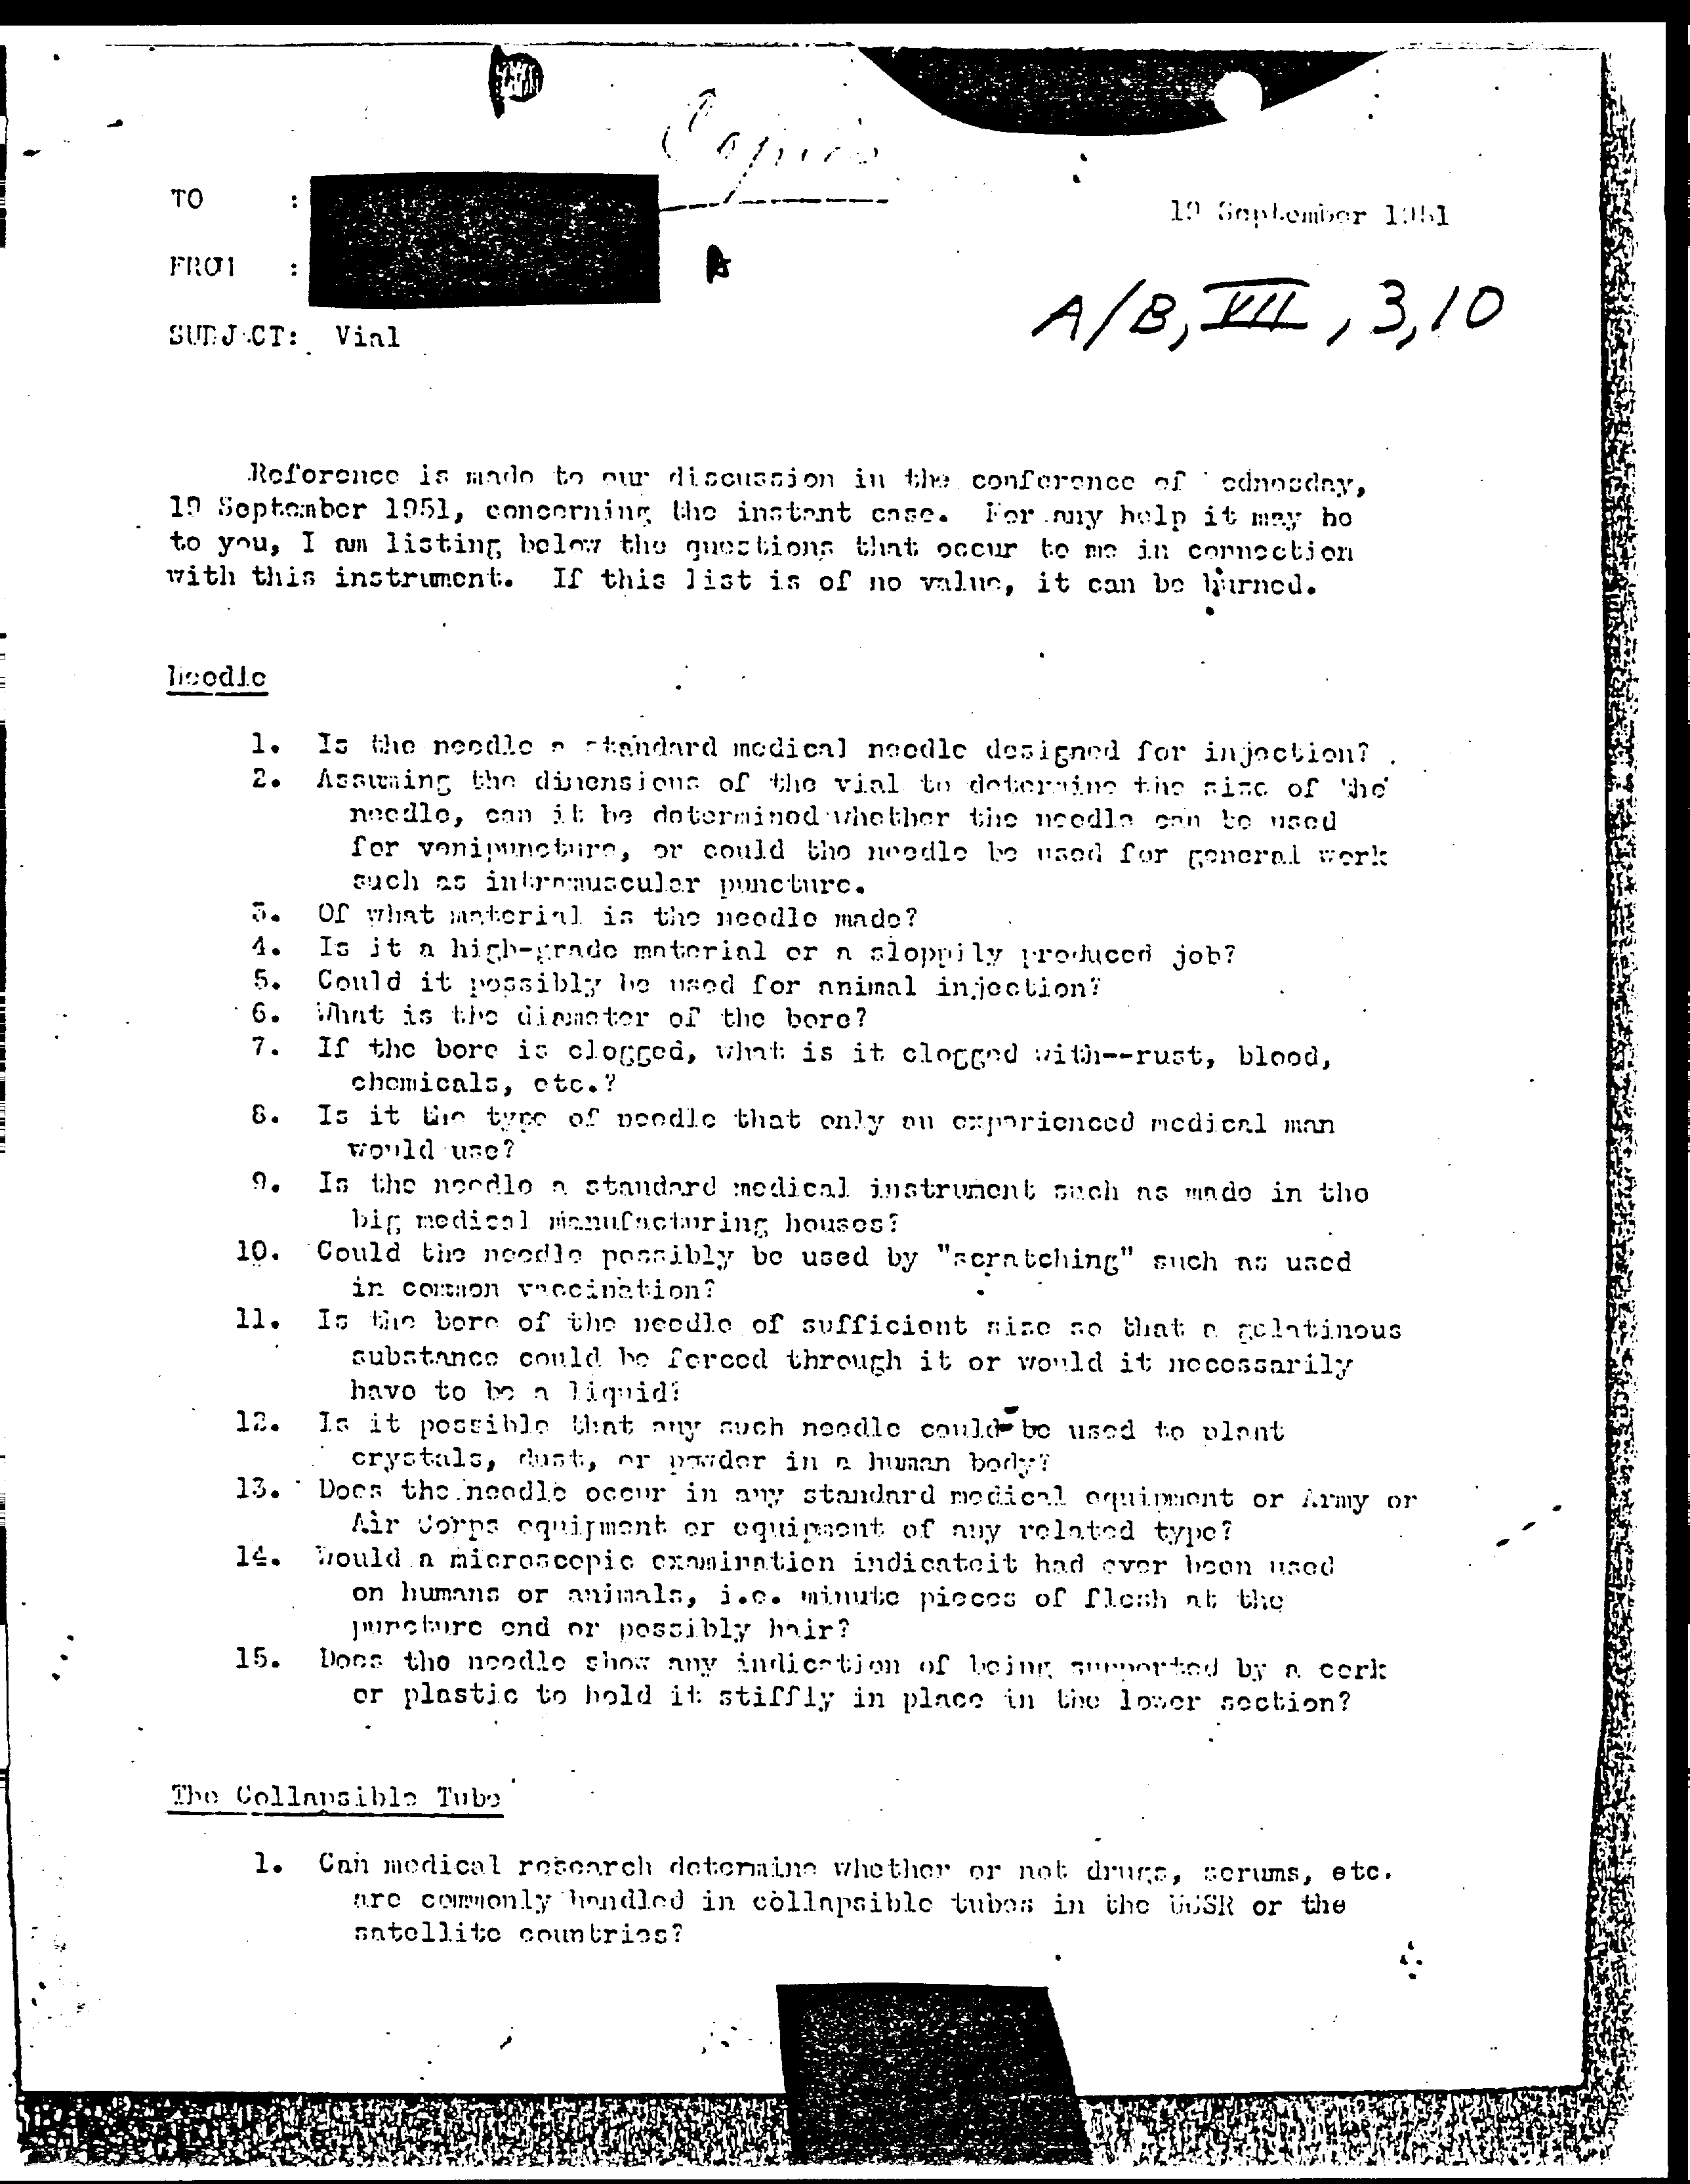 Copies
TO :
19 September 1951
FROM :
A/B, VII, 3,10
SUBJECT: Vial
Reference is made to our discussion in the conference of Wednesday,
19 September 1951, concerning the instant case. For any help it may be
to you, I am listing below the questions that occur to me in connection
with this instrument. If this list is of no value, it can be burned.
Needle
1. Is the needle a standard medical needle designed for injection?
2. Assuming the dimensions of the vial to determine the size of the
needle, can it be determined whether the needle can be used
for venipuncture, or could the needle be used for general work
such as intramuscular puncture.
3. Of what material is the needle made?
4. Is it a high-grade material or a sloppily produced job?
5. Could it possibly be used for animal injection?
6. What is the diameter of the bore?
7. If the bore is clogged, what is it clogged with--rust, blood,
chemicals, etc.?
8. Is it the type of needle that only an experienced medical man
would use?
9. Is the needle a standard medical instrument such as made in the
big medical manufacturing houses?
10. Could the needle possibly be used by "scratching" such as used
in common vaccination?
11. Is the bore of the needle of sufficient size so that a gelatinous
substance could be forced through it or would it necessarily
have to be a liquid?
12. Is it possible that any such needle could be used to plant
crystals, dust, or powder in a human body?
13. Does the needle occur in any standard medical equipment or Army or
Air Corps equipment or equipment of any related type?
14. Would a microscopic examination indicateit had ever been used
on humans or animals, i.e. minute pieces of flesh at the
puncture end or possibly hair?
15. Does the needle show any indication of being supported by a cork
or plastic to hold it stiffly in place in the lower section?
The Collapsible Tube
1. Can medical research determine whether or not drugs, serums, etc.
are commonly handled in collapsible tubes in the USSR or the
satellite countries?